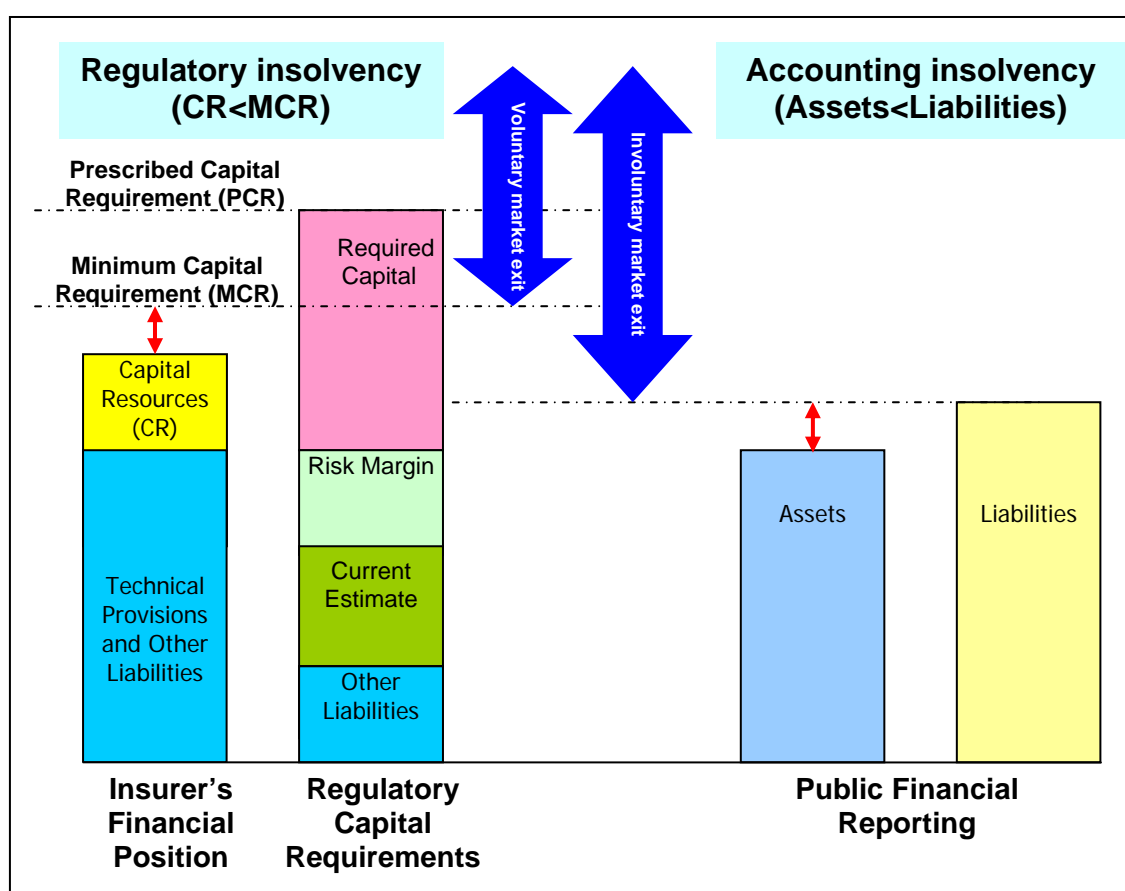 Regulatory insolvency
(CR<MCR)
Accounting insolvency
(Assets<Liabilities)
Voluntary market exit
Involuntary market exit
Prescribed Capital
Requirement (PCR)
Minimum Capital
Requirement (MCR)
Required
Capital
Capital
Resources
(CR)
Risk Margin
Current
Estimate
Technical
Provisions
and Other
Liabilities
Other
Liabilities
Assets
Liabilities
Insurer’s
Financial
Position
Regulatory
Capital
Requirements
Public Financial
Reporting